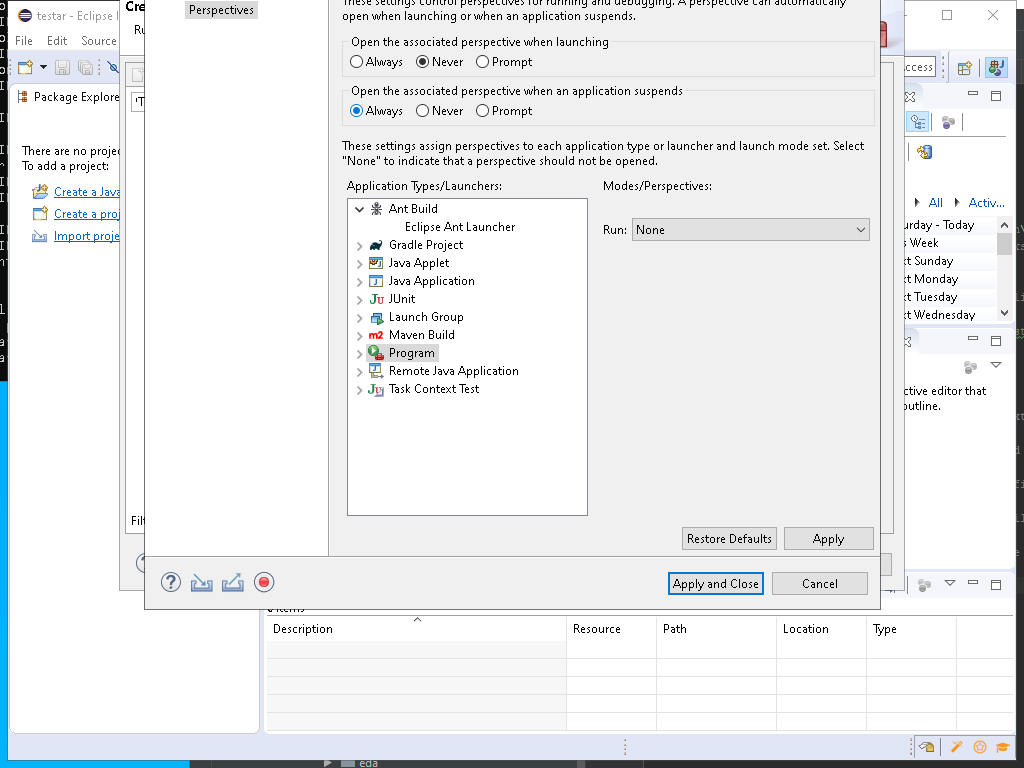 testar - Eclipse I
Cre
Perspectives
These settings control perspectives for running and debugging. A perspective can automatically
open when launching or when an application suspends.
File Edit Source
Ru
Open the associated perspective when launching
Always Never Prompt
Open the associated perspective when an application suspends
Always Never Prompt
These settings assign perspectives to each application type or launcher and launch mode set. Select
"None" to indicate that a perspective should not be opened.
Application Types/Launchers:
Modes/Perspectives:
Ant Build
Eclipse Ant Launcher
Gradle Project
Java Applet
Java Application
JUnit
Launch Group
Maven Build
Program
Remote Java Application
Task Context Test
Run: None
Restore Defaults
Apply
Apply and Close
Cancel
Package Explore
There are no projec
To add a project:
Create a Java
Create a proj
Import proje
Filt
ccess
All
Activ...
urday - Today
s Week
xt Sunday
xt Monday
xt Tuesday
xt Wednesday
ctive editor that
outline.
Description Resource Path Location Type
eda